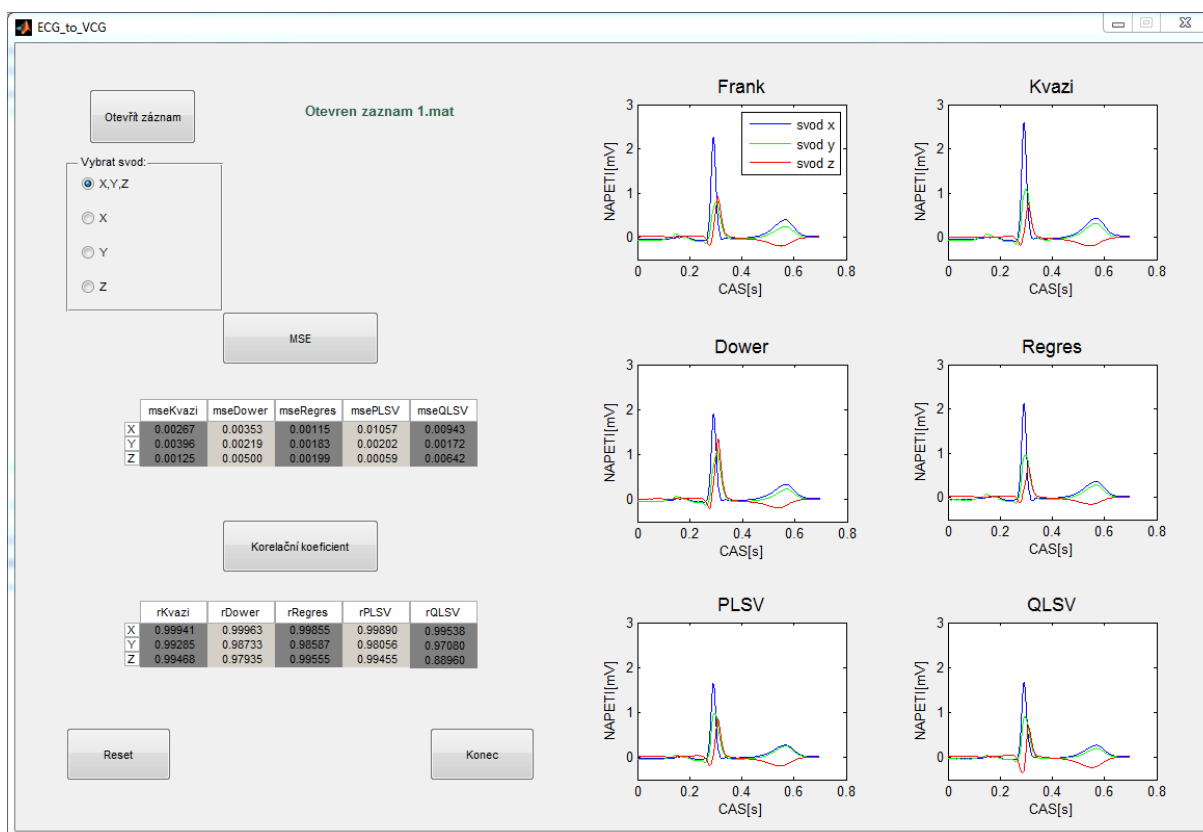 ECG_to_VCG
Otevřít záznam
Otevren zaznam 1.mat
Vybrat svod:
X,Y,Z
X
Y
Z
MSE
mseKvazi mseDower mseRegres msePLSV mseQLSV
X 0.00267 0.00353 0.00115 0.01057 0.00943
Y 0.00396 0.00219 0.00183 0.00202 0.00172
Z 0.00125 0.00500 0.00199 0.00059 0.00642
Korelační koeficient
rKvazi rDower rRegres rPLSV rQLSV
X 0.99941 0.99963 0.99855 0.99890 0.99538
Y 0.99285 0.98733 0.98587 0.98056 0.97080
Z 0.99468 0.97935 0.99555 0.99455 0.88960
Reset
Konec
Frank
NAPETI[mV]
3
2
1
0
svod x
svod y
svod z
0 0.2 0.4 0.6 0.8
CAS[s]
Kvazi
NAPETI[mV]
3
2
1
0
0 0.2 0.4 0.6 0.8
CAS[s]
Dower
NAPETI[mV]
3
2
1
0
0 0.2 0.4 0.6 0.8
CAS[s]
Regres
NAPETI[mV]
3
2
1
0
0 0.2 0.4 0.6 0.8
CAS[s]
PLSV
NAPETI[mV]
3
2
1
0
0 0.2 0.4 0.6 0.8
CAS[s]
QLSV
NAPETI[mV]
3
2
1
0
0 0.2 0.4 0.6 0.8
CAS[s]